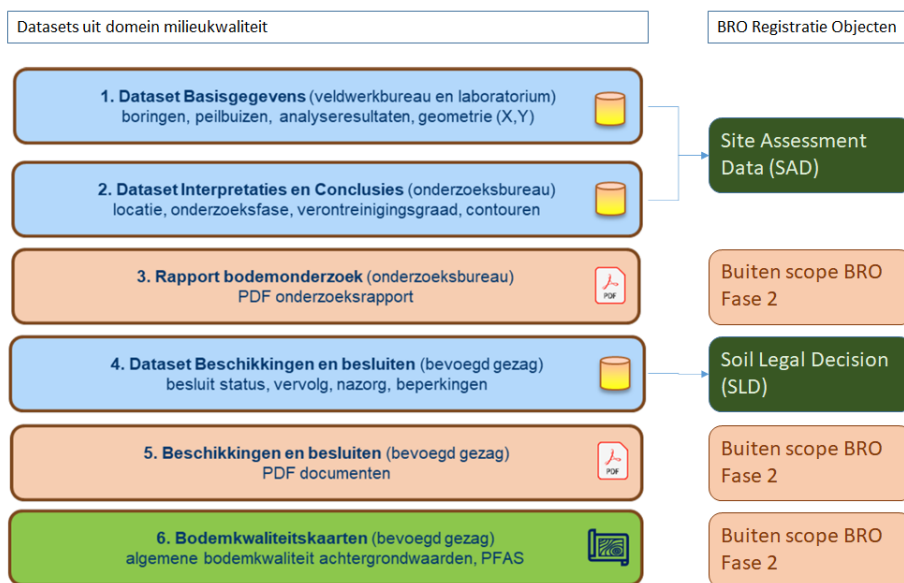 Datasets uit domein milieukwaliteit
BRO Registratie Objecten
1. Dataset Basisgegevens (veldwerkbureau en laboratorium)
boringen, peilbuizen, analyseresultaten, geometrie (X,Y)
Site Assessment
Data (SAD)
2. Dataset Interpretaties en Conclusies (onderzoeksbureau)
locatie, onderzoeksfase, verontreinigingsgraad, contouren
3. Rapport bodemonderzoek (onderzoeksbureau)
PDF onderzoeksrapport
PDF
Buiten scope BRO
Fase 2
4. Dataset Beschikkingen en besluiten (bevoegd gezag)
besluit status, vervolg, nazorg, beperkingen
Soil Legal Decision
(SLD)
5. Beschikkingen en besluiten (bevoegd gezag)
PDF documenten
PDF
Buiten scope BRO
Fase 2
6. Bodemkwaliteitskaarten (bevoegd gezag)
algemene bodemkwaliteit achtergrondwaarden, PFAS
Buiten scope BRO
Fase 2